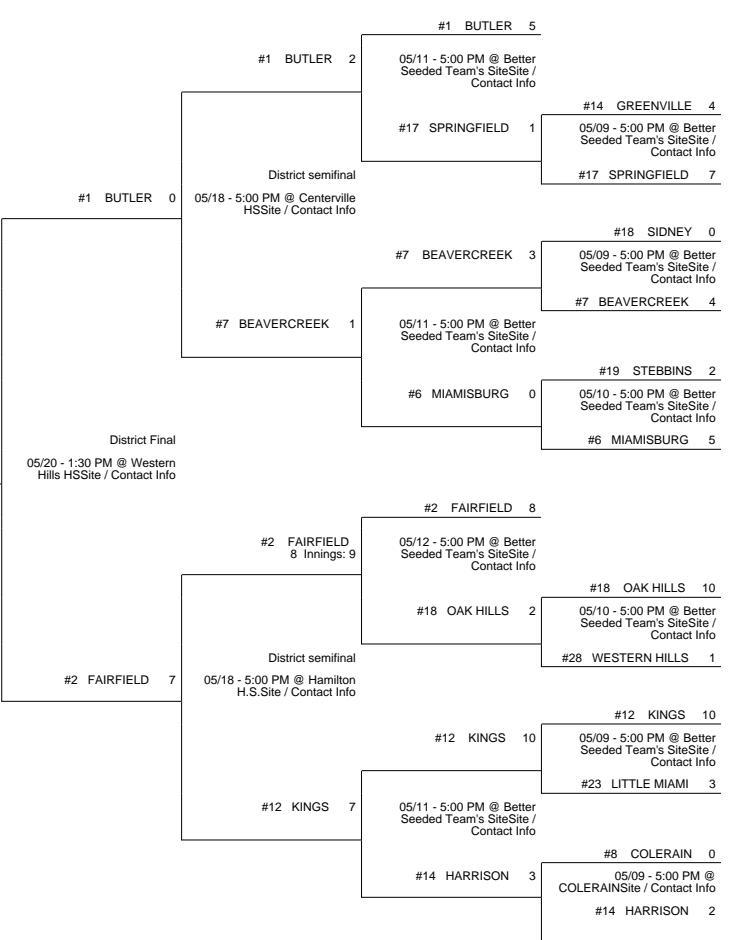 #1 BUTLER 5
#1 BUTLER 2
05/11 - 5:00 PM @ Better
Seeded Team's SiteSite /
Contact Info
#14 GREENVILLE 4
#17 SPRINGFIELD 1
05/09 - 5:00 PM @ Better
Seeded Team's SiteSite /
Contact Info
District semifinal
#17 SPRINGFIELD 7
#1 BUTLER 0
05/18 - 5:00 PM @ Centerville
HSSite / Contact Info
#18 SIDNEY 0
#7 BEAVERCREEK 3
05/09 - 5:00 PM @ Better
Seeded Team's SiteSite /
Contact Info
#7 BEAVERCREEK 4
#7 BEAVERCREEK 1
05/11 - 5:00 PM @ Better
Seeded Team's SiteSite /
Contact Info
#19 STEBBINS 2
#6 MIAMISBURG 0
05/10 - 5:00 PM @ Better
Seeded Team's SiteSite /
Contact Info
District Final
#6 MIAMISBURG 5
05/20 - 1:30 PM @ Western
Hills HSSite / Contact Info
#2 FAIRFIELD 8
#2 FAIRFIELD
8 Innings: 9
05/12 - 5:00 PM @ Better
Seeded Team's SiteSite /
Contact Info
#18 OAK HILLS 10
#18 OAK HILLS 2
05/10 - 5:00 PM @ Better
Seeded Team's SiteSite /
Contact Info
District semifinal
#28 WESTERN HILLS 1
#2 FAIRFIELD 7
05/18 - 5:00 PM @ Hamilton
H.S.Site / Contact Info
#12 KINGS 10
#12 KINGS 10
05/09 - 5:00 PM @ Better
Seeded Team's SiteSite /
Contact Info
#23 LITTLE MIAMI 3
#12 KINGS 7
05/11 - 5:00 PM @ Better
Seeded Team's SiteSite /
Contact Info
#8 COLERAIN 0
#14 HARRISON 3
05/09 - 5:00 PM @
COLERAINSite / Contact Info
#14 HARRISON 2